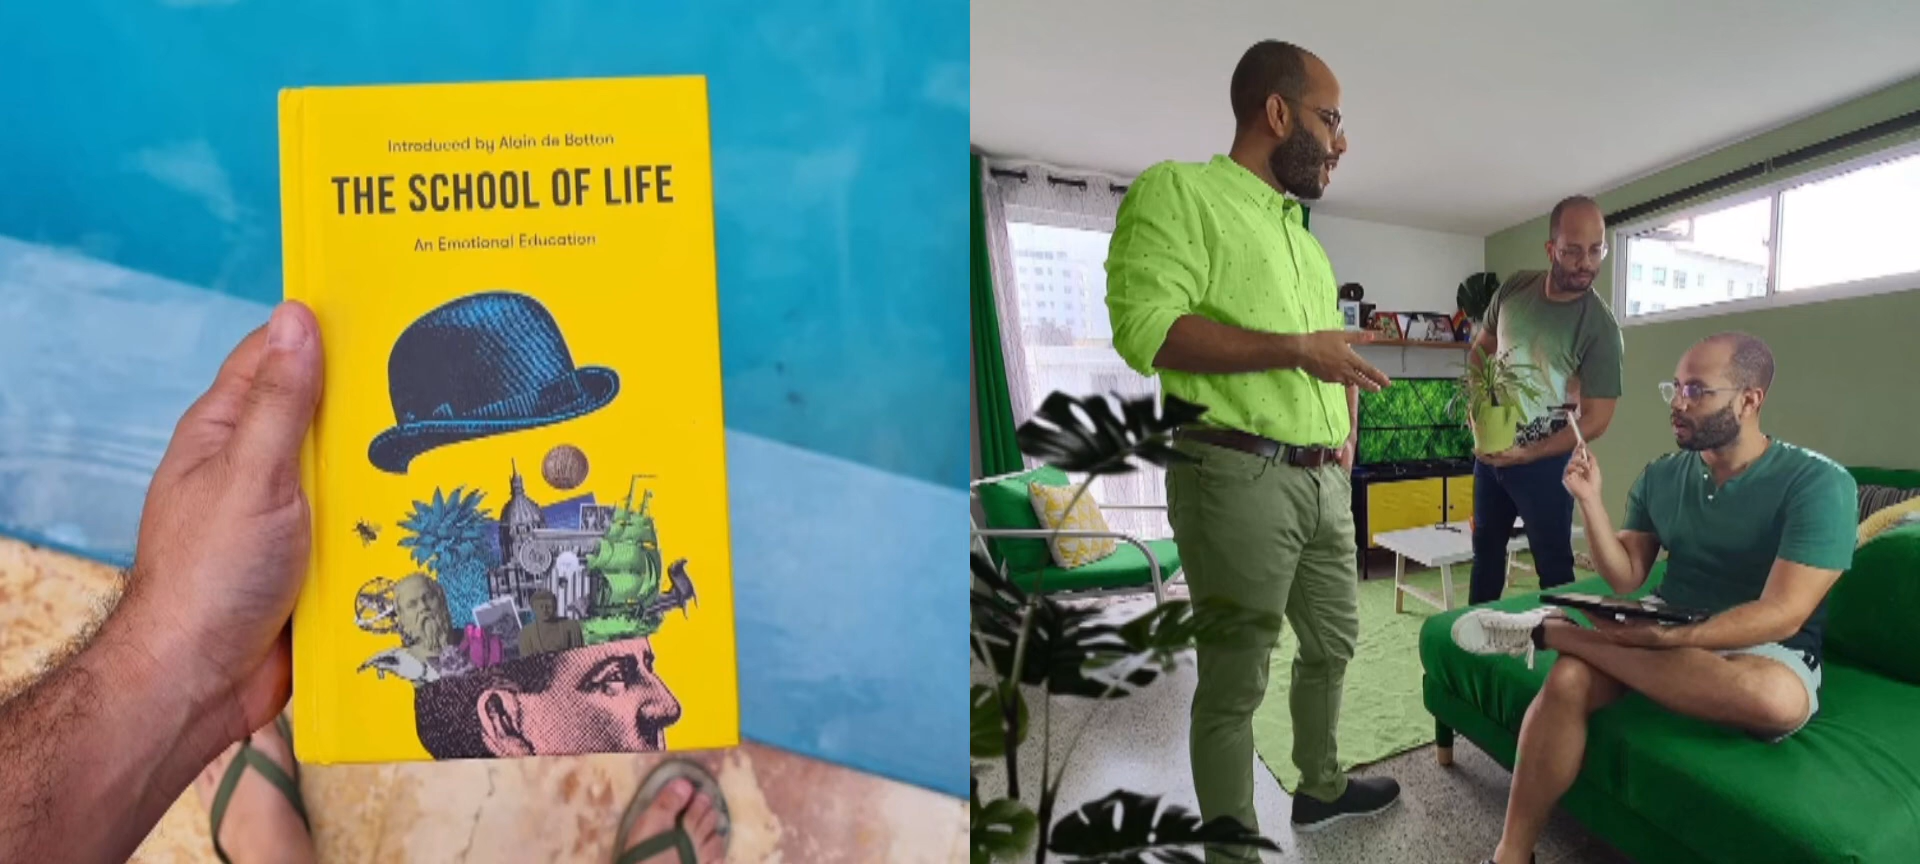 Introduced by Alain de Botton
THE SCHOOL OF LIFE
An Emotional Education